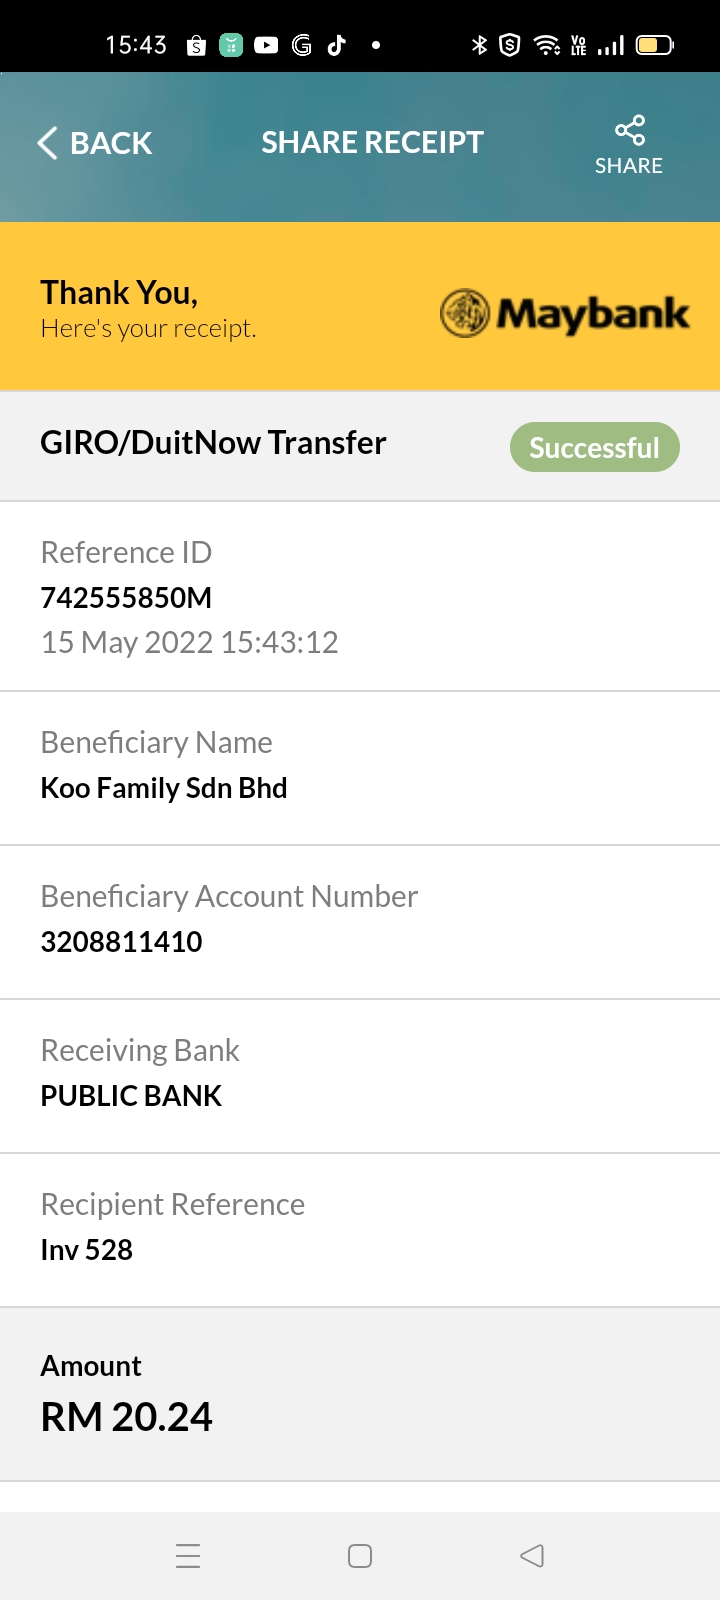 15:43
VO LTE
BACK
SHARE RECEIPT
SHARE
Thank You,
Here's your receipt.
Maybank
GIRO/DuitNow Transfer
Successful
Reference ID
742555850M
15 May 2022 15:43:12
Beneficiary Name
Koo Family Sdn Bhd
Beneficiary Account Number
3208811410
Receiving Bank
PUBLIC BANK
Recipient Reference
Inv 528
Amount
RM 20.24